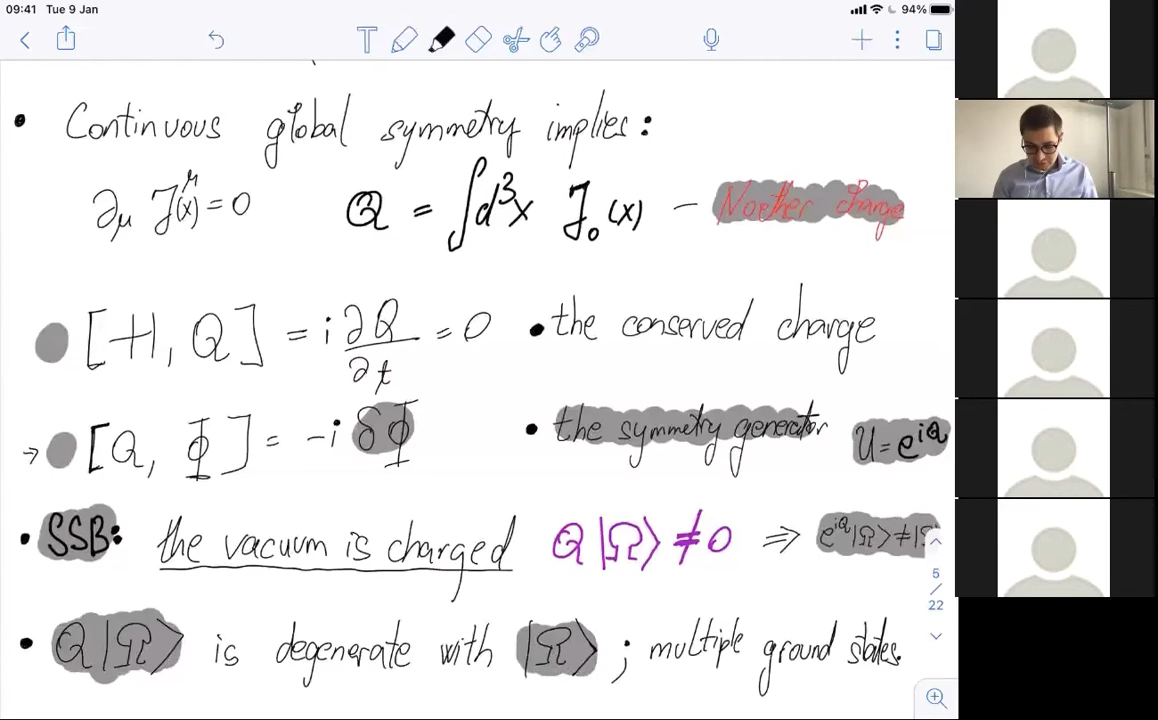 09:41 Tue 9 Jan 94%
• Continuous global symmetry implies:
∂μ J^μ(x) = 0 Q = ∫d³x J₀(x) – Noether charge
[H, Q] = i ∂Q/∂t = 0 • the conserved charge
→ [Q, Φ] = -i δΦ • the symmetry generator U = e^{iQ}
• SSB: the vacuum is charged Q|Ω⟩ ≠ 0 ⇒ e^{iQ}|Ω⟩ ≠ |Ω
• Q|Ω⟩ is degenerate with |Ω⟩ ; multiple ground states.
5 / 22